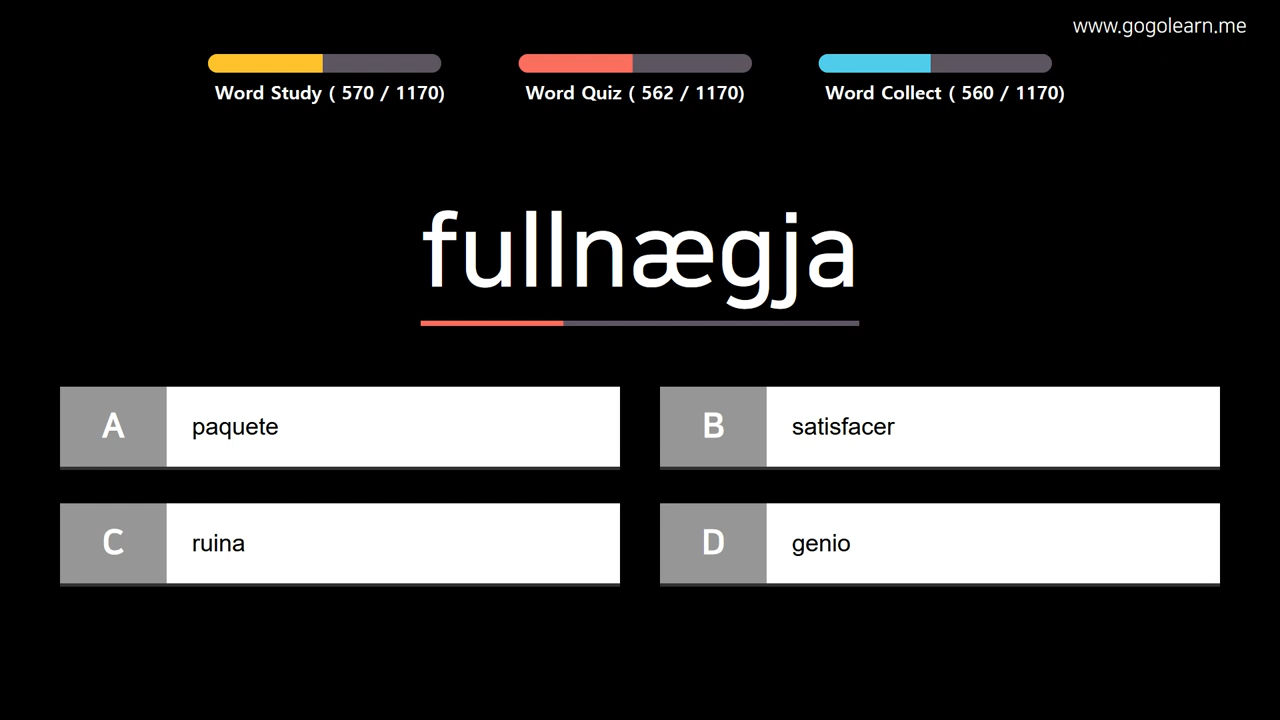 www.gogolearn.me
Word Study ( 570 / 1170)
Word Quiz ( 562 / 1170)
Word Collect ( 560 / 1170)
fullnægja
A paquete
B satisfacer
C ruina
D genio